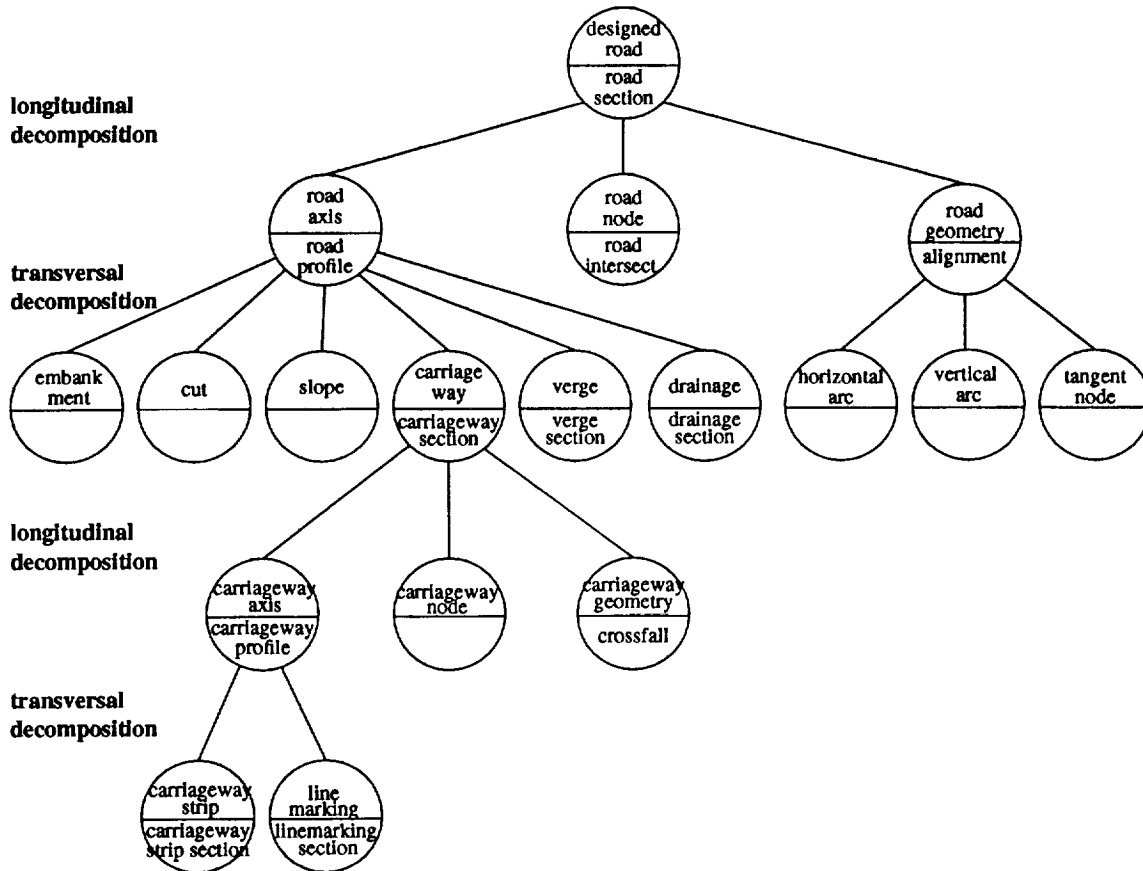 designed
road
road
section
longitudinal
decomposition
road
axis
road
profile
road
node
road
intersect
road
geometry
alignment
transversal
decomposition
embank
ment
cut
slope
carriage
way
carriageway
section
verge
verge
section
drainage
drainage
section
horizontal
arc
vertical
arc
tangent
node
longitudinal
decomposition
carriageway
axis
carriageway
profile
carriageway
node
carriageway
geometry
crossfall
transversal
decomposition
carriageway
strip
carriageway
strip section
line
marking
linemarking
section